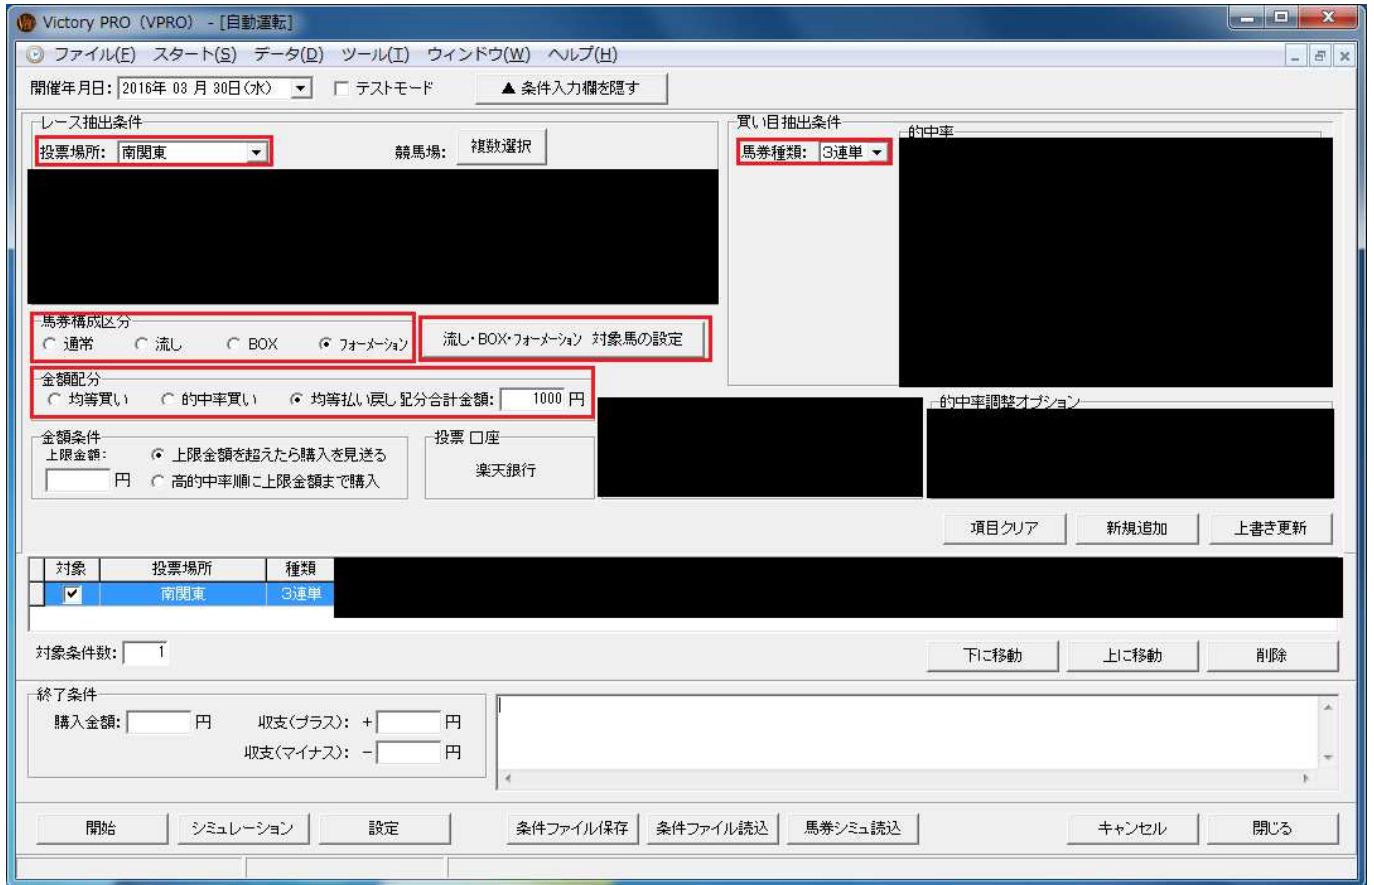 Victory PRO（VPRO） - [自動運転]
ファイル(F) スタート(S) データ(D) ツール(T) ウィンドウ(W) ヘルプ(H)
開催年月日: 2016年 03 月 30日(水) テストモード ▲ 条件入力欄を隠す
レース抽出条件
投票場所: 南関東 競馬場: 複数選択
買い目抽出条件
馬券種類: 3連単
的中率
馬券構成区分
通常 流し BOX フォーメーション
流し・BOX・フォーメーション 対象馬の設定
金額配分
均等買い 的中率買い 均等払い戻し 配分合計金額: 1000 円
金額条件
上限金額:
円
上限金額を超えたら購入を見送る
高的中率順に上限金額まで購入
投票口座
楽天銀行
的中率調整オプション
項目クリア 新規追加 上書き更新
対象 投票場所 種類
南関東 3連単
対象条件数: 1
下に移動 上に移動 削除
終了条件
購入金額: 円 収支(プラス): + 円
収支(マイナス): - 円
開始 シミュレーション 設定 条件ファイル保存 条件ファイル読込 馬券シミュ読込 キャンセル 閉じる